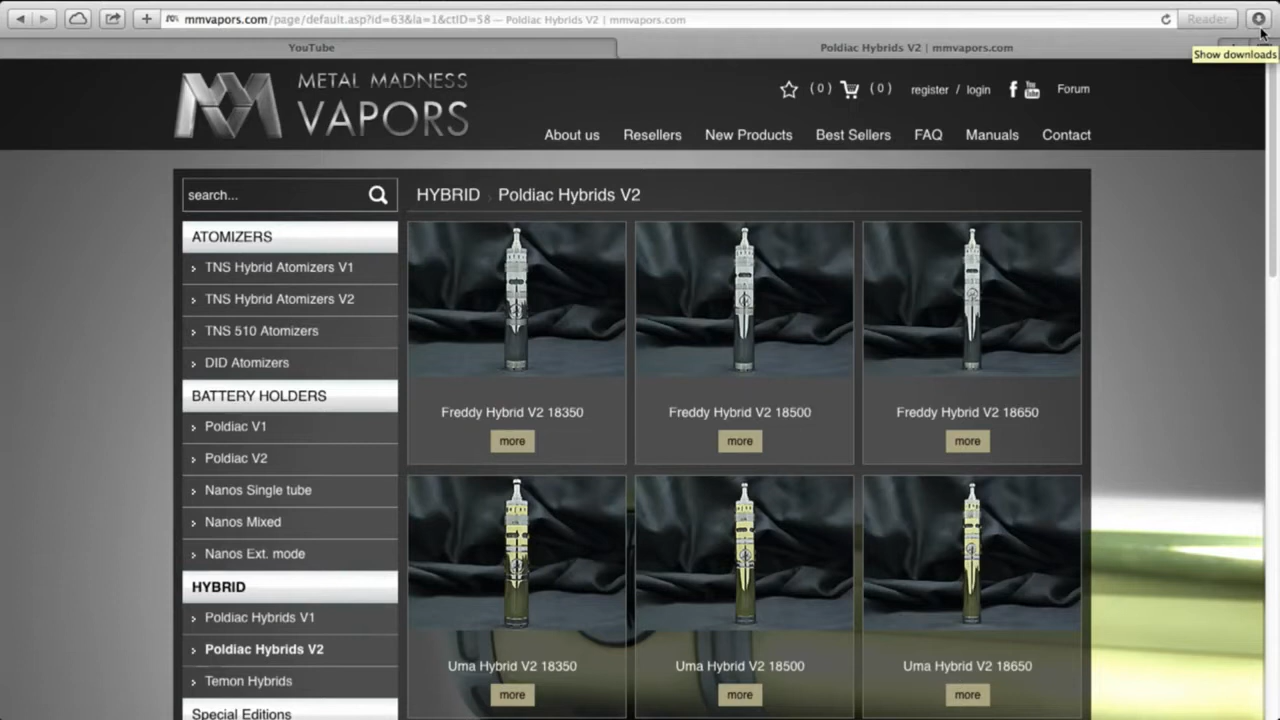 mmvapors.com/page/default.asp?id=63&la=1&ctID=58 — Poldiac Hybrids V2 | mmvapors.com
Reader
YouTube
Poldiac Hybrids V2 | mmvapors.com
Show downloads
METAL MADNESS
VAPORS
( 0 ) ( 0 ) register / login f You Tube Forum
About us Resellers New Products Best Sellers FAQ Manuals Contact
search...
HYBRID Poldiac Hybrids V2
ATOMIZERS
TNS Hybrid Atomizers V1
TNS Hybrid Atomizers V2
TNS 510 Atomizers
DID Atomizers
BATTERY HOLDERS
Poldiac V1
Poldiac V2
Nanos Single tube
Nanos Mixed
Nanos Ext. mode
HYBRID
Poldiac Hybrids V1
Poldiac Hybrids V2
Temon Hybrids
Special Editions
Freddy Hybrid V2 18350
more
Freddy Hybrid V2 18500
more
Freddy Hybrid V2 18650
more
Uma Hybrid V2 18350
more
Uma Hybrid V2 18500
more
Uma Hybrid V2 18650
more